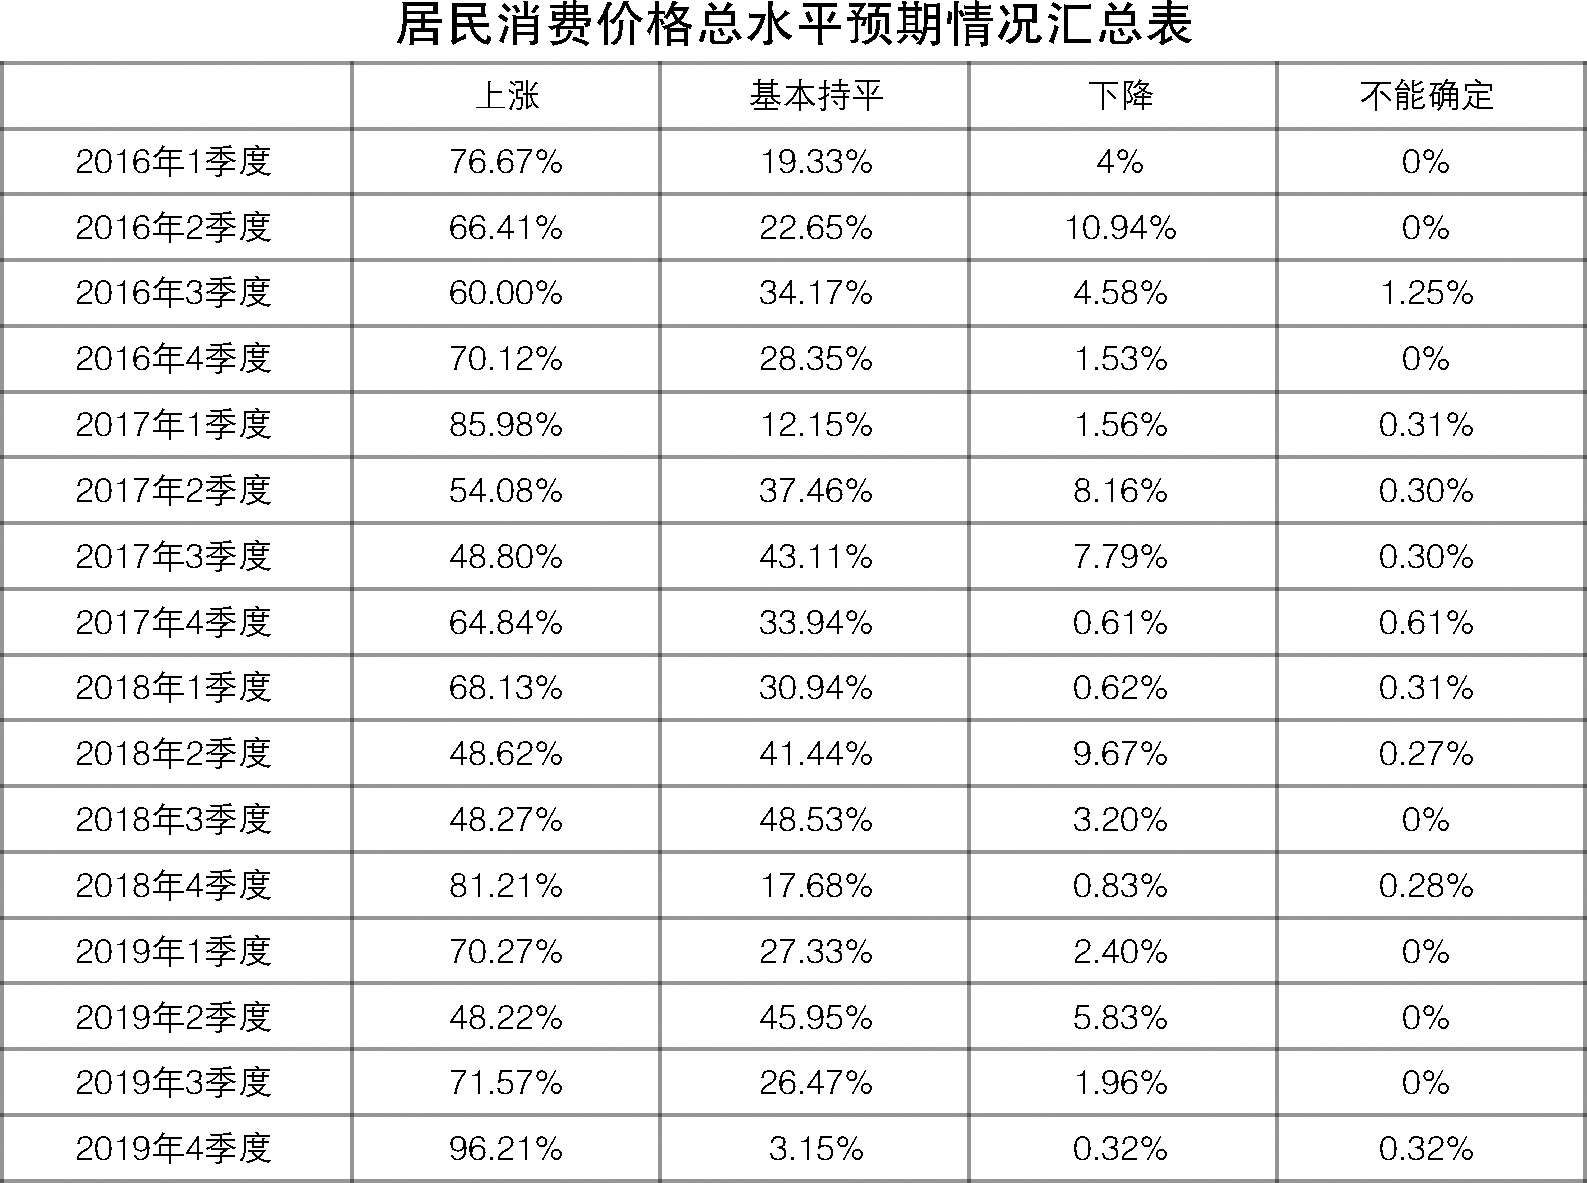 居民消费价格总水平预期情况汇总表
上涨 基本持平 下降 不能确定
2016年1季度 76.67% 19.33% 4% 0%
2016年2季度 66.41% 22.65% 10.94% 0%
2016年3季度 60.00% 34.17% 4.58% 1.25%
2016年4季度 70.12% 28.35% 1.53% 0%
2017年1季度 85.98% 12.15% 1.56% 0.31%
2017年2季度 54.08% 37.46% 8.16% 0.30%
2017年3季度 48.80% 43.11% 7.79% 0.30%
2017年4季度 64.84% 33.94% 0.61% 0.61%
2018年1季度 68.13% 30.94% 0.62% 0.31%
2018年2季度 48.62% 41.44% 9.67% 0.27%
2018年3季度 48.27% 48.53% 3.20% 0%
2018年4季度 81.21% 17.68% 0.83% 0.28%
2019年1季度 70.27% 27.33% 2.40% 0%
2019年2季度 48.22% 45.95% 5.83% 0%
2019年3季度 71.57% 26.47% 1.96% 0%
2019年4季度 96.21% 3.15% 0.32% 0.32%